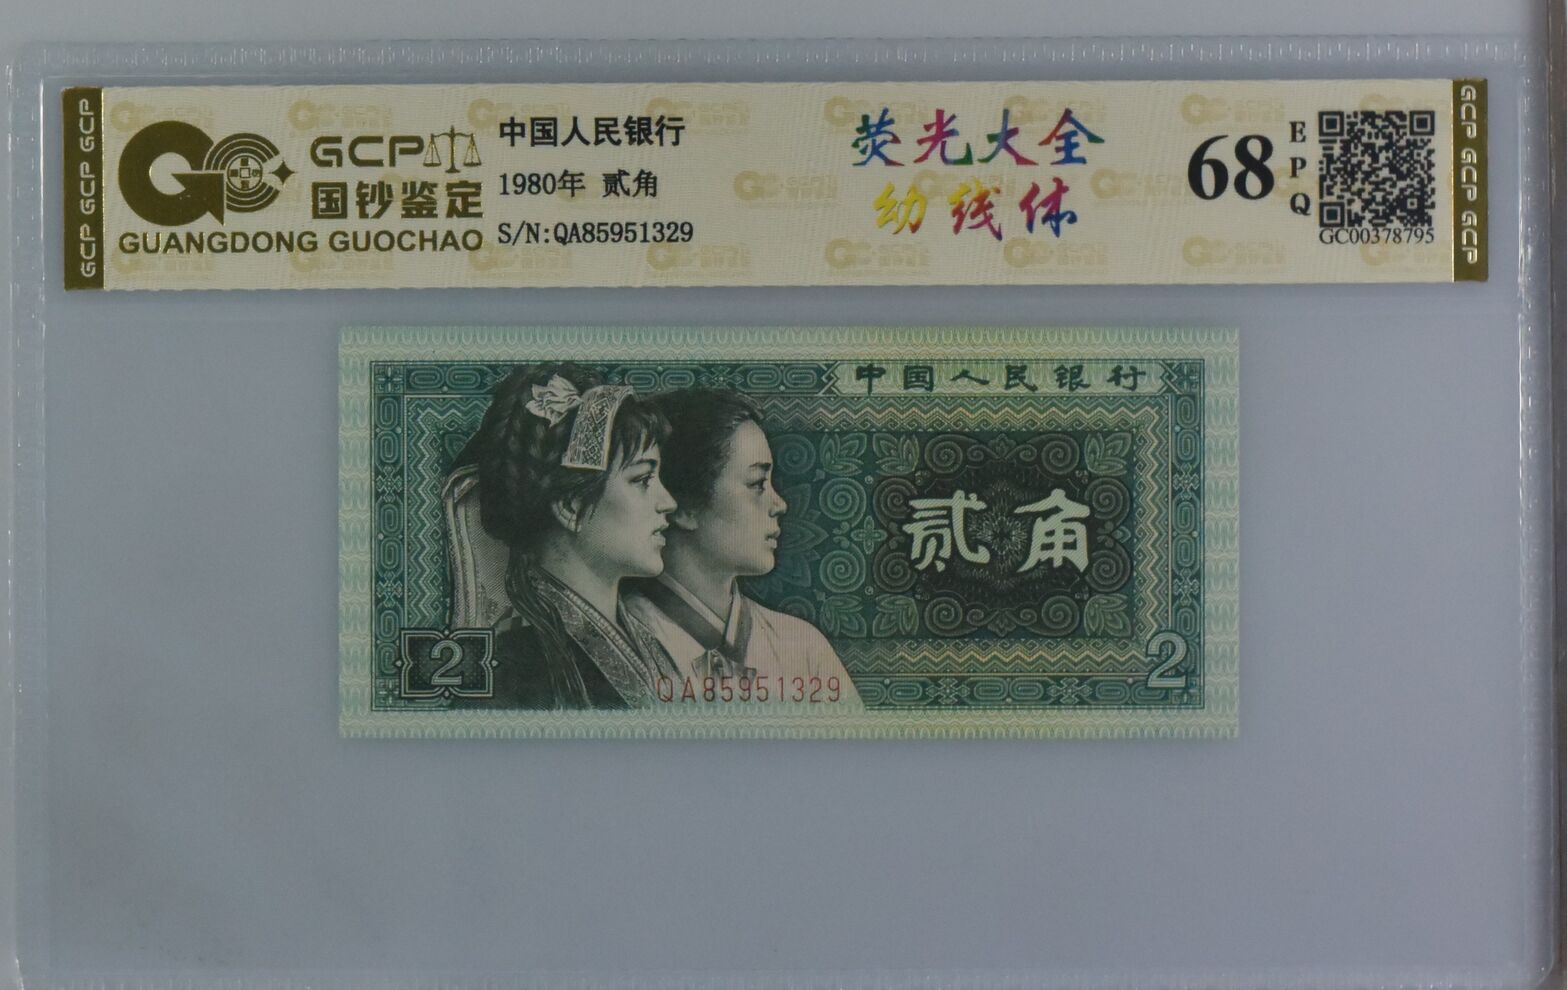 GCP GCP GCP
GCP
国钞鉴定
GUANGDONG GUOCHAO
中国人民银行
1980年 贰角
S/N:QA85951329
荧光大全
幼线体
68
EPQ
GC00378795
GCP GCP GCP
中国人民银行
贰角
2
2
QA85951329